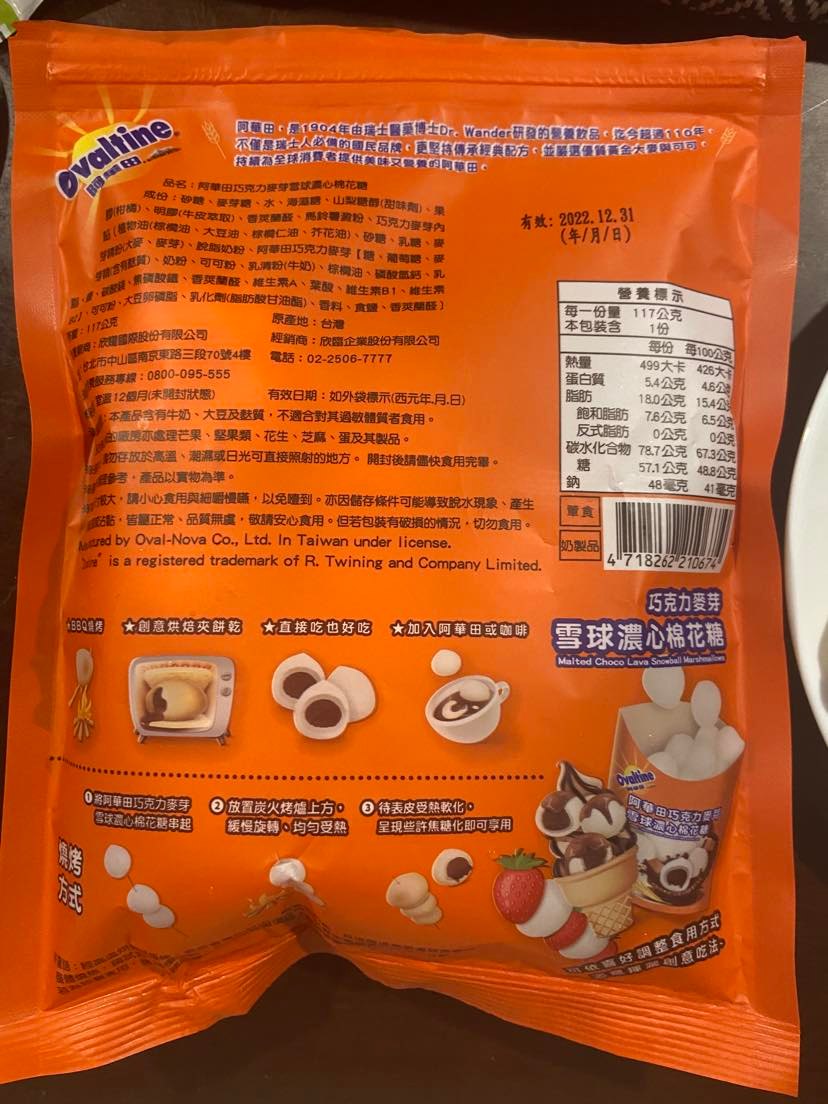 Ovaltine
阿華田
阿華田，是1904年由瑞士醫藥博士Dr. Wander研發的營養飲品，迄今超過110年，
不僅是瑞士人必備的國民品牌，更堅持傳承經典配方，並嚴選優質黃金大麥與可可，
持續為全球消費者提供美味又營養的阿華田。
品名：阿華田巧克力麥芽雪球濃心棉花糖
成份：砂糖、麥芽糖、水、海藻糖、山梨糖醇(甜味劑)、果
膠(柑橘)、明膠(牛皮萃取)、香莢蘭醛、馬鈴薯澱粉、巧克力麥芽內
餡(植物油(棕櫚油、大豆油、棕櫚仁油、芥花油)、砂糖、乳糖、麥
芽精粉(大麥、麥芽)、脫脂奶粉、阿華田巧克力麥芽【糖、葡萄糖、麥
芽精(含有麩質)、奶粉、可可粉、乳清粉(牛奶)、棕櫚油、磷酸氫鈣、乳
、碳酸鎂、焦磷酸鐵、香莢蘭醛、維生素A、葉酸、維生素B1、維生素
】、可可粉、大豆卵磷脂、乳化劑(脂肪酸甘油酯)、香料、食鹽、香莢蘭醛)
：117公克
原產地：台灣
商：欣臨國際股份有限公司
經銷商：欣臨企業股份有限公司
台北市中山區南京東路三段70號4樓
電話：02-2506-7777
服務專線：0800-095-555
室溫12個月(未開封狀態)
有效日期：如外袋標示(西元年.月.日)
：本產品含有牛奶、大豆及麩質，不適合對其過敏體質者食用。
的廠房亦處理芒果、堅果類、花生、芝麻、蛋及其製品。
勿存放於高溫、潮濕或日光可直接照射的地方。 開封後請儘快食用完畢。
參考，產品以實物為準。
較大，請小心食用與細嚼慢嚥，以免噎到。亦因儲存條件可能導致脫水現象、產生
沾黏，皆屬正常、品質無虞，敬請安心食用。但若包裝有破損的情況，切勿食用。
by Oval-Nova Co., Ltd. In Taiwan under license.
" is a registered trademark of R. Twining and Company Limited.
有效: 2022.12.31
(年/月/日)
營養標示
每一份量 117公克
本包裝含 1份
每份 每100公克
熱量 499大卡 426大卡
蛋白質 5.4公克 4.6公克
脂肪 18.0公克 15.4公克
飽和脂肪 7.6公克 6.5公克
反式脂肪 0公克 0公克
碳水化合物 78.7公克 67.3公克
糖 57.1公克 48.8公克
鈉 48毫克 41毫克
葷食
奶製品
4 718262 210674
巧克力麥芽
雪球濃心棉花糖
Malted Choco Lava Snowball Marshmallows
★BBQ燒烤
★創意烘焙夾餅乾
★直接吃也好吃
★加入阿華田或咖啡
燒烤
方式
❶將阿華田巧克力麥芽
雪球濃心棉花糖串起
❷放置炭火烤爐上方，
緩慢旋轉、均勻受熱
❸待表皮受熱軟化，
呈現些許焦糖化即可享用
Ovaltine
阿華田巧克力麥芽
雪球濃心棉花糖
可依喜好調整食用方式
創意吃法。